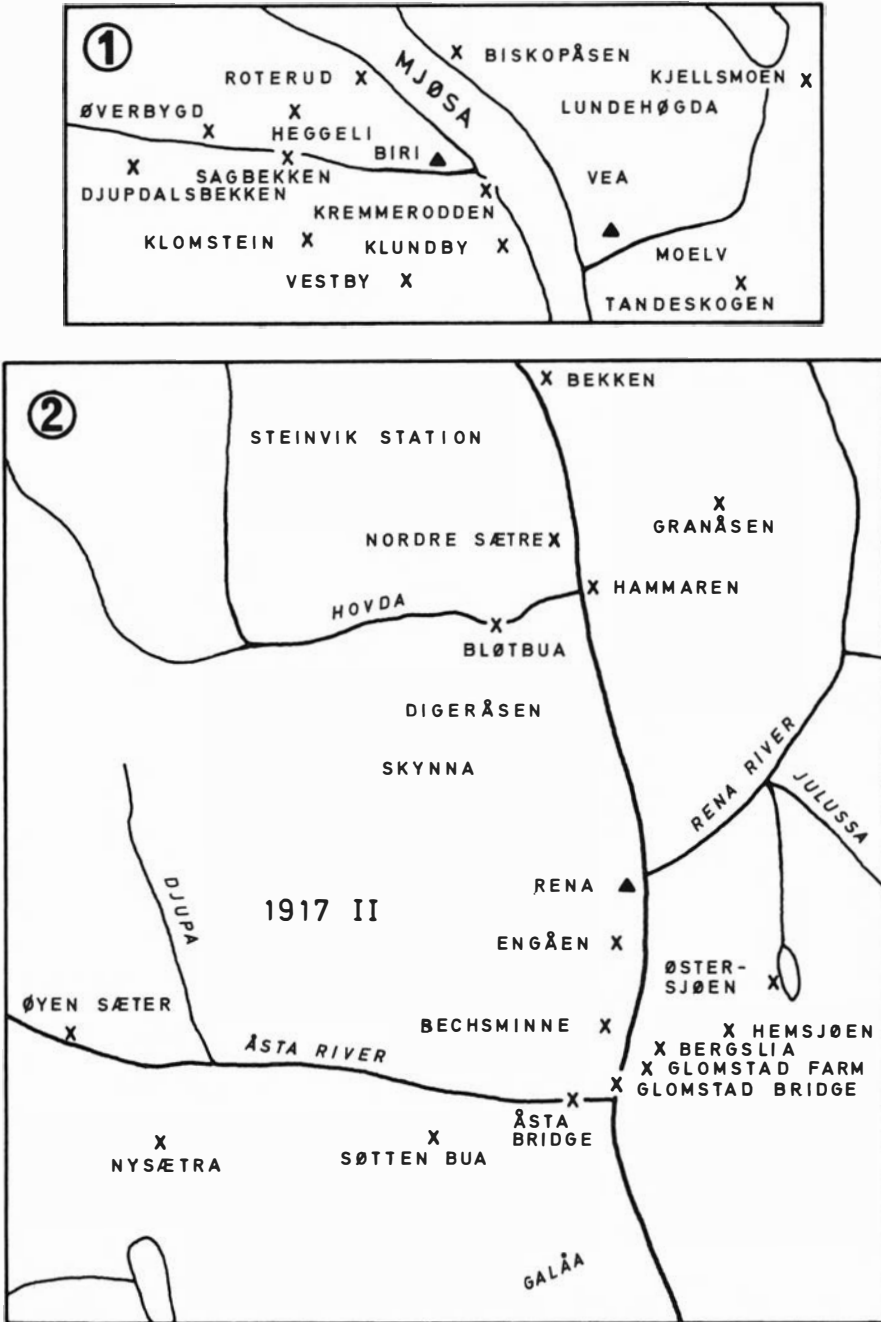 1
MJØSA
BISKOPÅSEN
ROTERUD
KJELLSMOEN X
ØVERBYGD
HEGGELI
LUNDEHØGDA
BIRI
SAGBEKKEN
VEA
DJUPDALSBEKKEN
KREMMERODDEN
KLOMSTEIN
KLUNDBY
MOELV
VESTBY
TANDESKOGEN
2
X BEKKEN
STEINVIK STATION
X
GRANÅSEN
NORDRE SÆTRE X
X HAMMAREN
HOVDA
X
BLØTBUA
DIGERÅSEN
SKYNNA
RENA RIVER
JULUSSA
DJUPA
RENA
1917 II
ENGÅEN X
ØSTER-
SJØEN X
ØYEN SÆTER
X
BECHSMINNE X
X HEMSJØEN
ÅSTA RIVER
X BERGSLIA
X GLOMSTAD FARM
X GLOMSTAD BRIDGE
X
ÅSTA
BRIDGE
X
NYSÆTRA
X
SØTTEN BUA
GALÅA